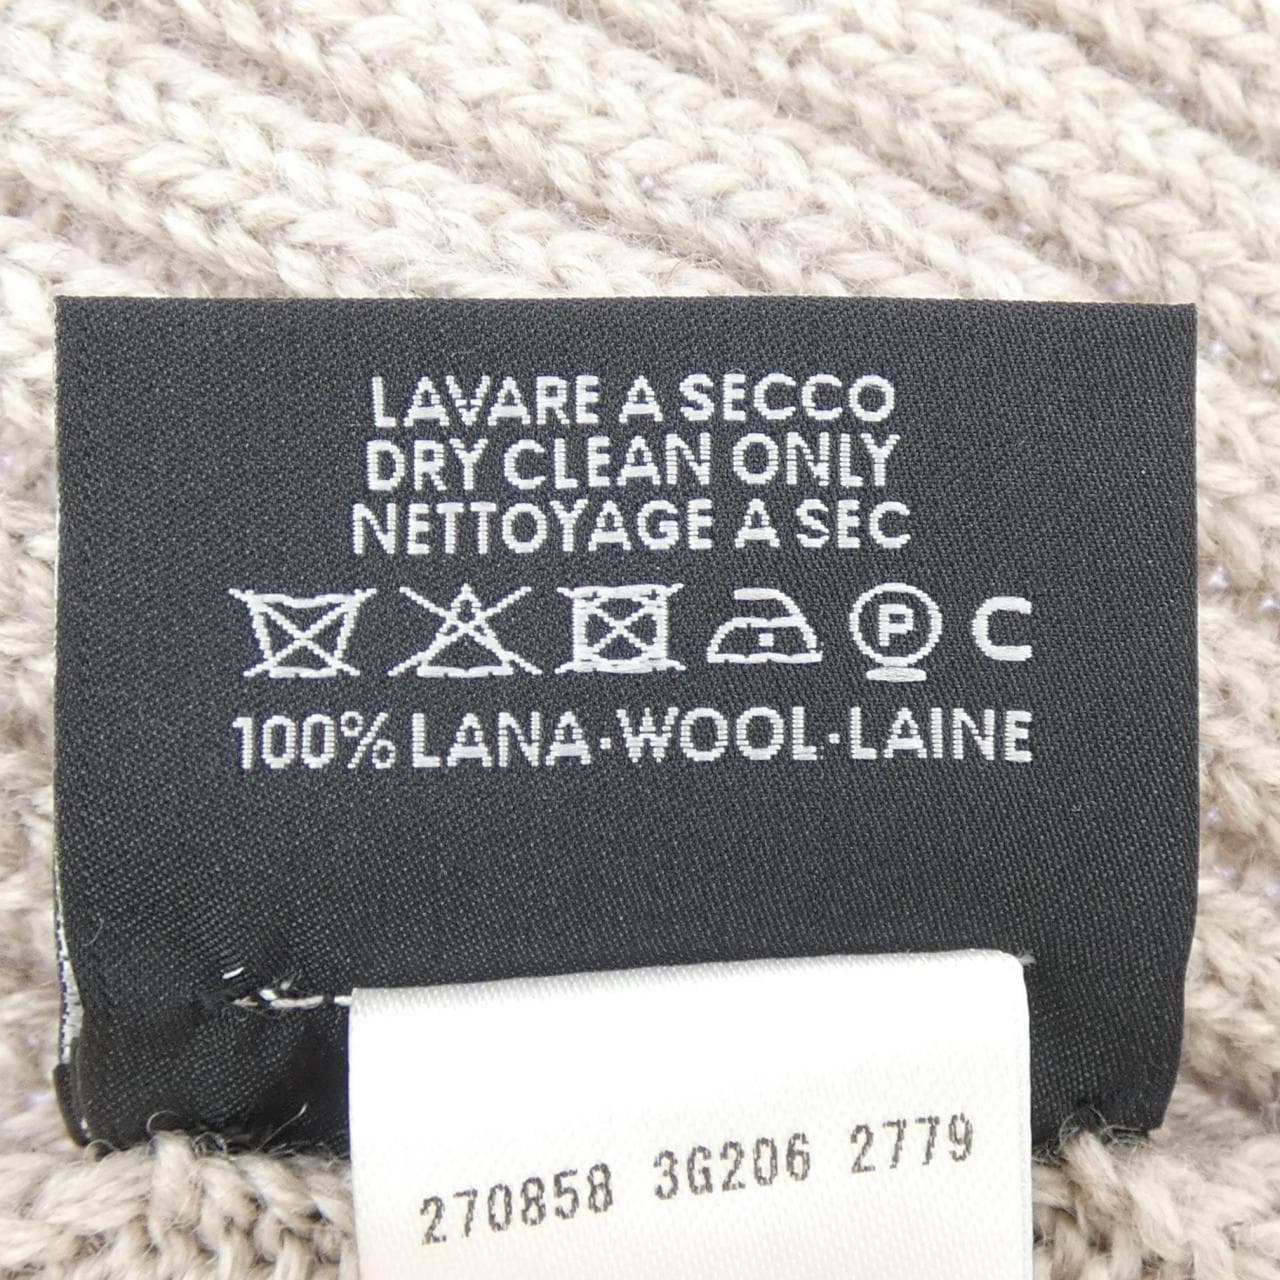 LAVARE A SECCO
DRY CLEAN ONLY
NETTOYAGE A SEC
P C
100% LANA·WOOL·LAINE
270858 3G206 2779